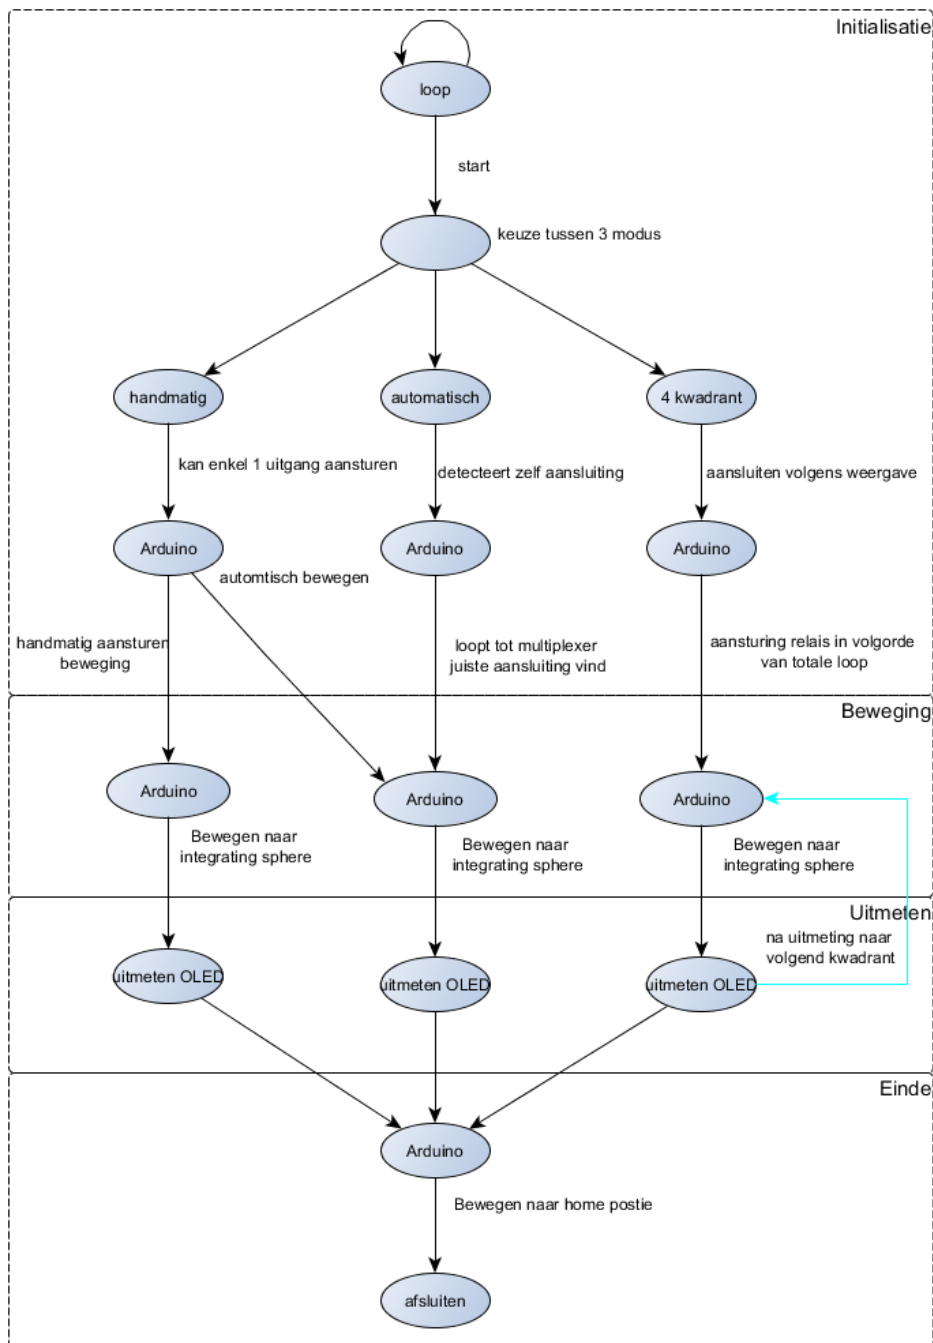 Initialisatie
loop
start
keuze tussen 3 modus
handmatig
automatisch
4 kwadrant
kan enkel 1 uitgang aansturen
detecteert zelf aansluiting
aansluiten volgens weergave
Arduino
Arduino
Arduino
automtisch bewegen
handmatig aansturen
beweging
loopt tot multiplexer
juiste aansluiting vind
aansturing relais in volgorde
van totale loop
Beweging
Arduino
Arduino
Arduino
Bewegen naar
integrating sphere
Bewegen naar
integrating sphere
Bewegen naar
integrating sphere
Uitmeten
na uitmeting naar
volgend kwadrant
uitmeten OLED
uitmeten OLED
uitmeten OLED
Einde
Arduino
Bewegen naar home postie
afsluiten